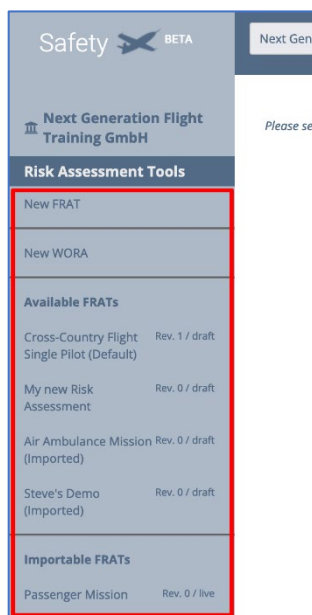 Safety BETA
Next Gen
Next Generation Flight
Training GmbH
Please se
Risk Assessment Tools
New FRAT
New WORA
Available FRATs
Cross-Country Flight Rev. 1 / draft
Single Pilot (Default)
My new Risk Rev. 0 / draft
Assessment
Air Ambulance Mission Rev. 0 / draft
(Imported)
Steve's Demo Rev. 0 / draft
(Imported)
Importable FRATs
Passenger Mission Rev. 0 / live